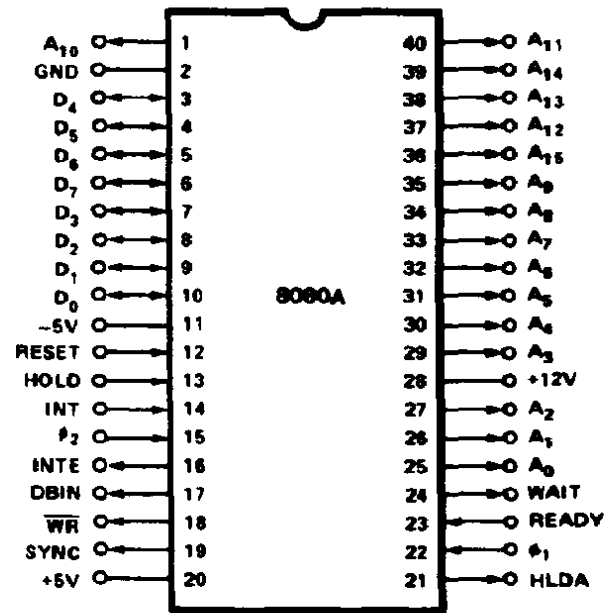 A10 1 40 A11
GND 2 39 A14
D4 3 38 A13
D5 4 37 A12
D6 5 36 A15
D7 6 35 A9
D3 7 34 A8
D2 8 33 A7
D1 9 32 A6
D0 10 8080A 31 A5
-5V 11 30 A4
RESET 12 29 A3
HOLD 13 28 +12V
INT 14 27 A2
ϕ2 15 26 A1
INTE 16 25 A0
DBIN 17 24 WAIT
WR 18 23 READY
SYNC 19 22 ϕ1
+5V 20 21 HLDA